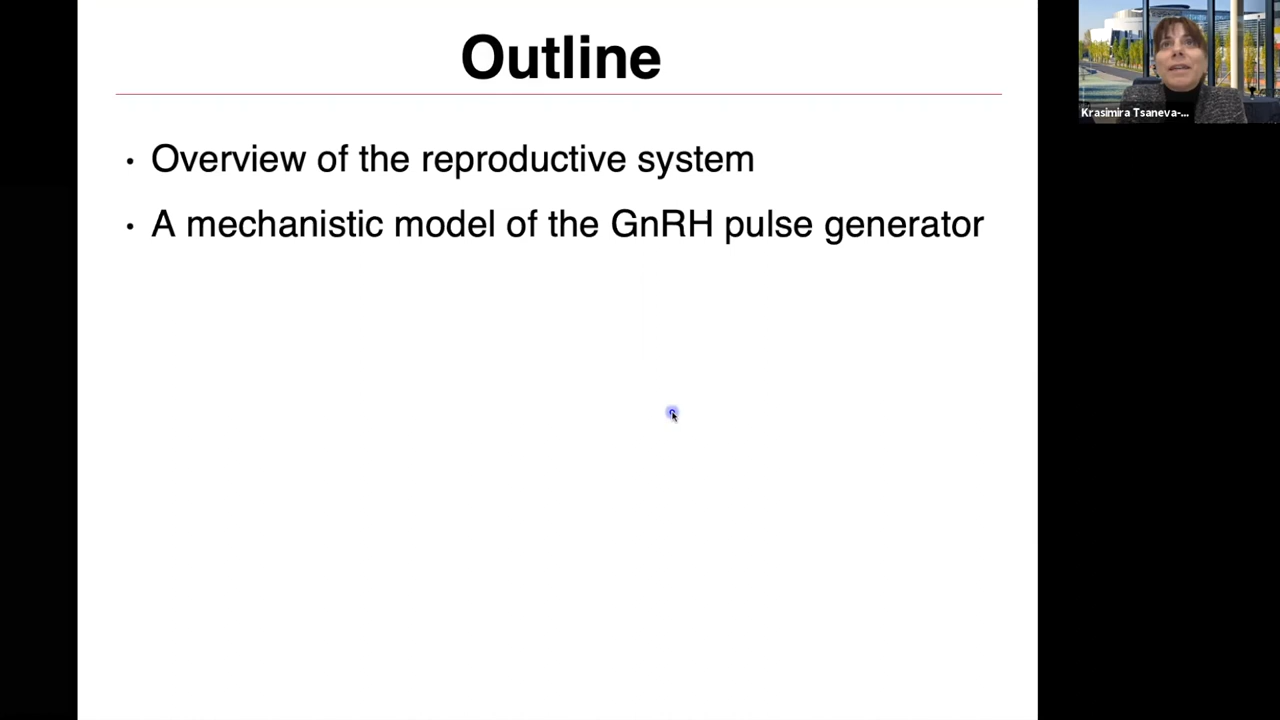 Outline
• Overview of the reproductive system
• A mechanistic model of the GnRH pulse generator
Krasimira Tsaneva-...